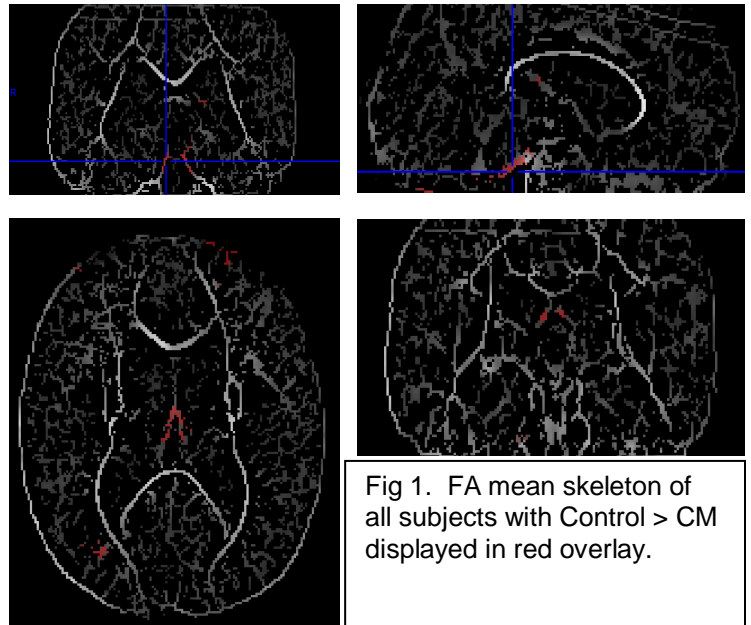 Fig 1.  FA mean skeleton of
all subjects with Control > CM
displayed in red overlay.